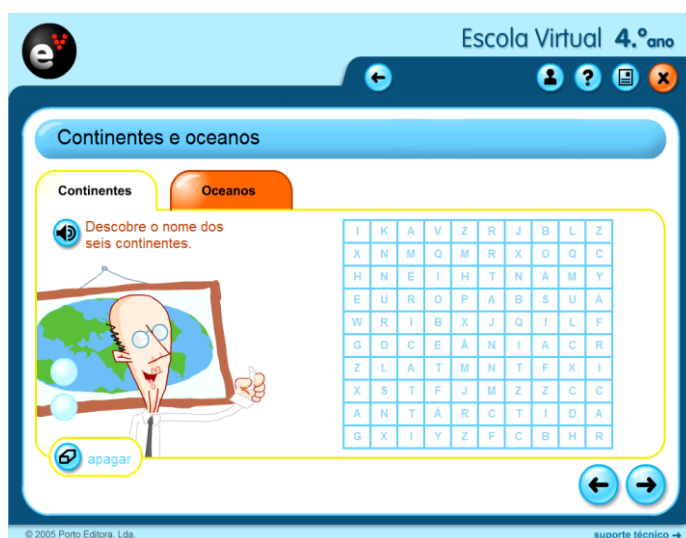 e
Escola Virtual 4.º ano
Continentes e oceanos
Continentes
Oceanos
Descobre o nome dos
seis continentes.
I K A V Z R J B L Z
X N M Q M R X O Q C
H N É I H T N Á M Y
E U R O P A B S U Á
W R I B X J Q I L F
G O C E Â N I A C R
Z L A T M N T F X I
X S T F J M Z Z C C
A N T Á R C T I D A
G X I Y Z F C B H R
apagar
© 2005 Porto Editora, Lda.
suporte técnico